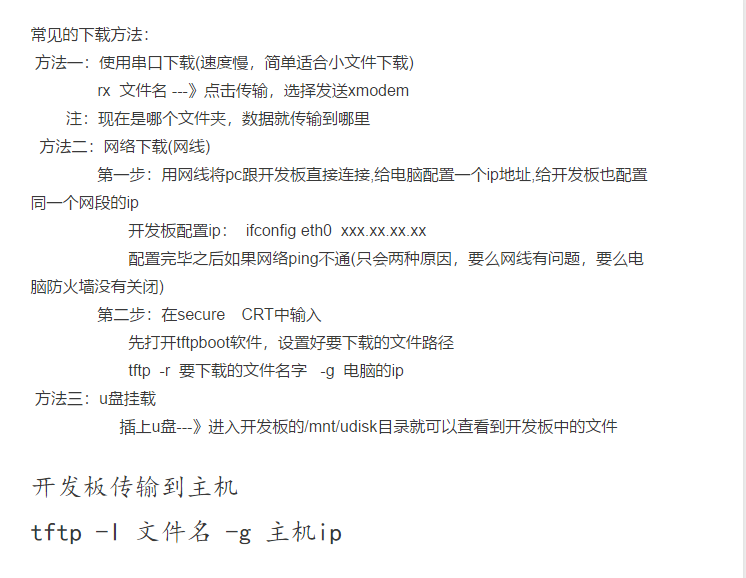 常见的下载方法：
方法一：使用串口下载(速度慢，简单适合小文件下载)
rx 文件名 ---》点击传输，选择发送xmodem
注：现在是哪个文件夹，数据就传输到哪里
方法二：网络下载(网线)
第一步：用网线将pc跟开发板直接连接,给电脑配置一个ip地址,给开发板也配置
同一个网段的ip
开发板配置ip： ifconfig eth0 xxx.xx.xx.xx
配置完毕之后如果网络ping不通(只会两种原因，要么网线有问题，要么电
脑防火墙没有关闭)
第二步：在secure CRT中输入
先打开tftpboot软件，设置好要下载的文件路径
tftp -r 要下载的文件名字 -g 电脑的ip
方法三：u盘挂载
插上u盘---》进入开发板的/mnt/udisk目录就可以查看到开发板中的文件
开发板传输到主机
tftp -l 文件名 -g 主机ip